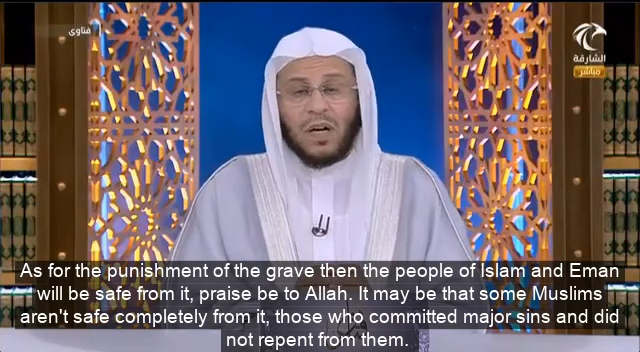 فتاوى
الشارقة
مباشر
As for the punishment of the grave then the people of Islam and Eman
will be safe from it, praise be to Allah. It may be that some Muslims
aren't safe completely from it, those who committed major sins and did
not repent from them.